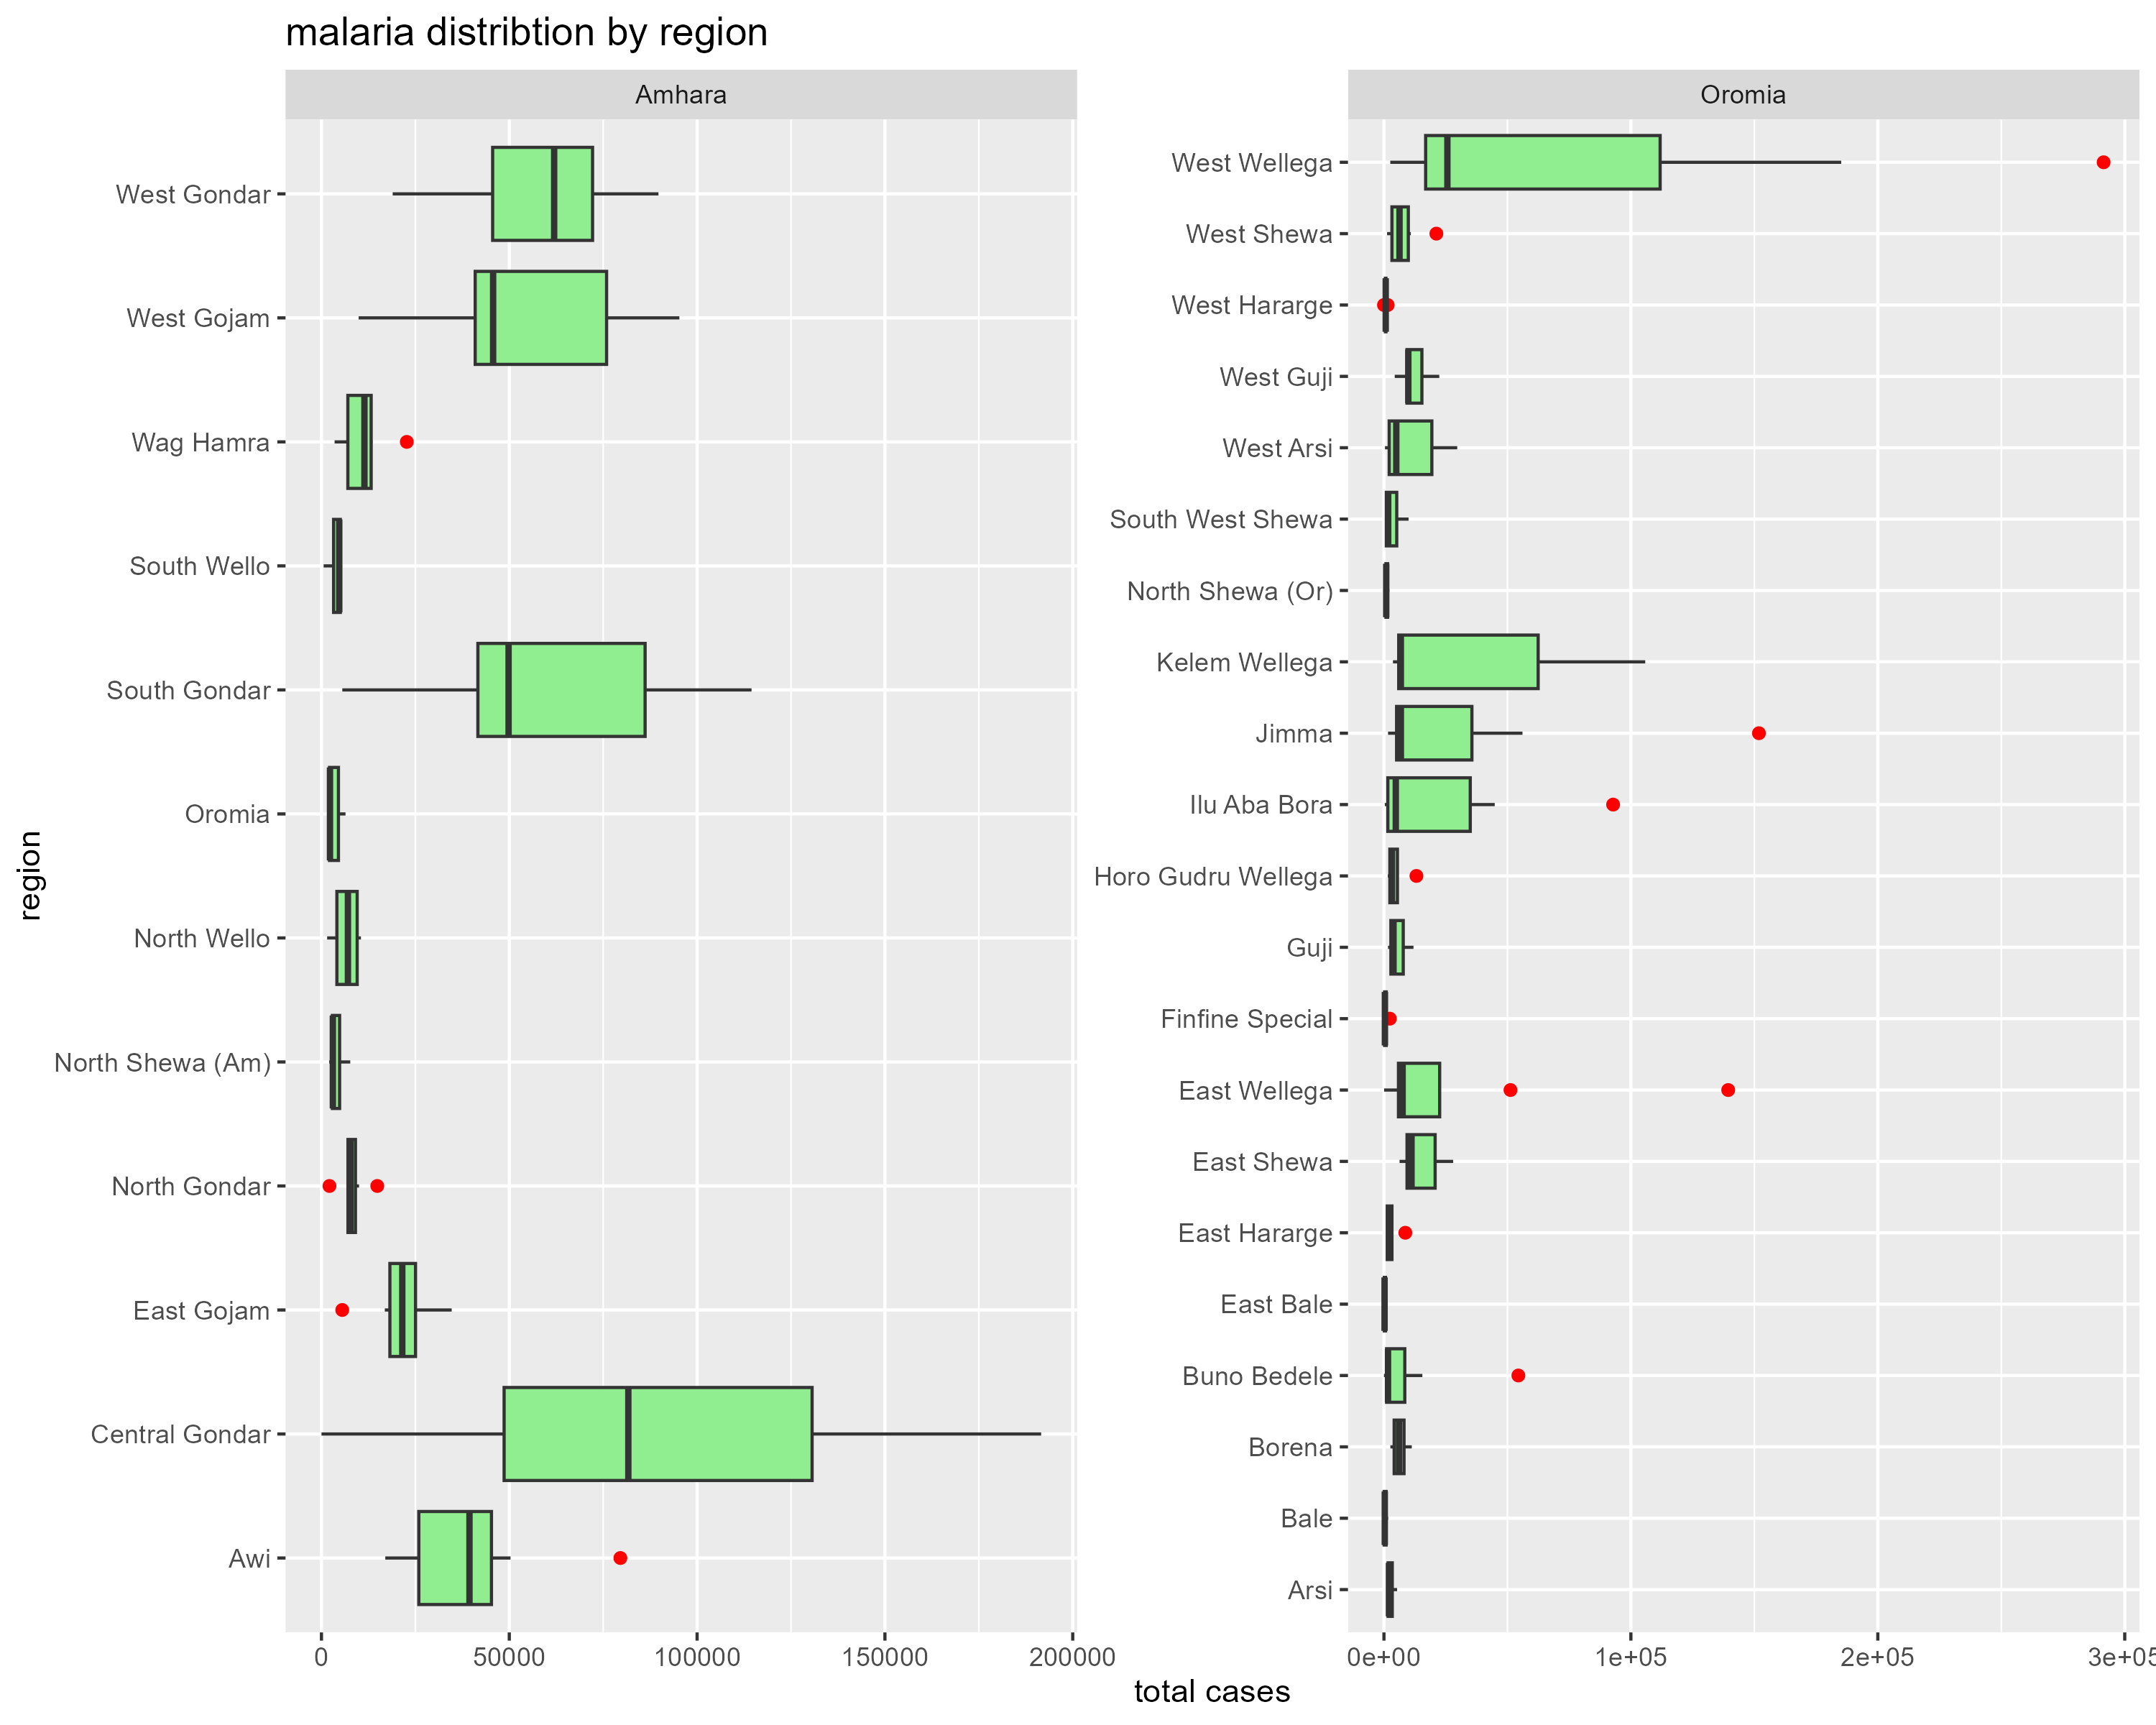 malaria distribtion by region
Amhara
Oromia
region
West Gondar
West Gojam
Wag Hamra
South Wello
South Gondar
Oromia
North Wello
North Shewa (Am)
North Gondar
East Gojam
Central Gondar
Awi
0 50000 100000 150000 200000
West Wellega
West Shewa
West Hararge
West Guji
West Arsi
South West Shewa
North Shewa (Or)
Kelem Wellega
Jimma
Ilu Aba Bora
Horo Gudru Wellega
Guji
Finfine Special
East Wellega
East Shewa
East Hararge
East Bale
Buno Bedele
Borena
Bale
Arsi
0e+00 1e+05 2e+05 3e+05
total cases